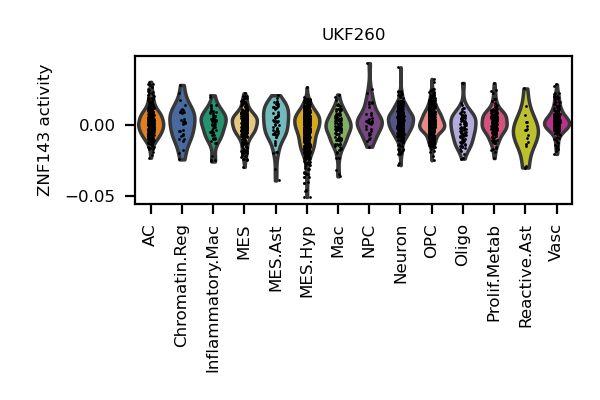 UKF260
ZNF143 activity
0.00
−0.05
AC
Chromatin.Reg
Inflammatory.Mac
MES
MES.Ast
MES.Hyp
Mac
NPC
Neuron
OPC
Oligo
Prolif.Metab
Reactive.Ast
Vasc